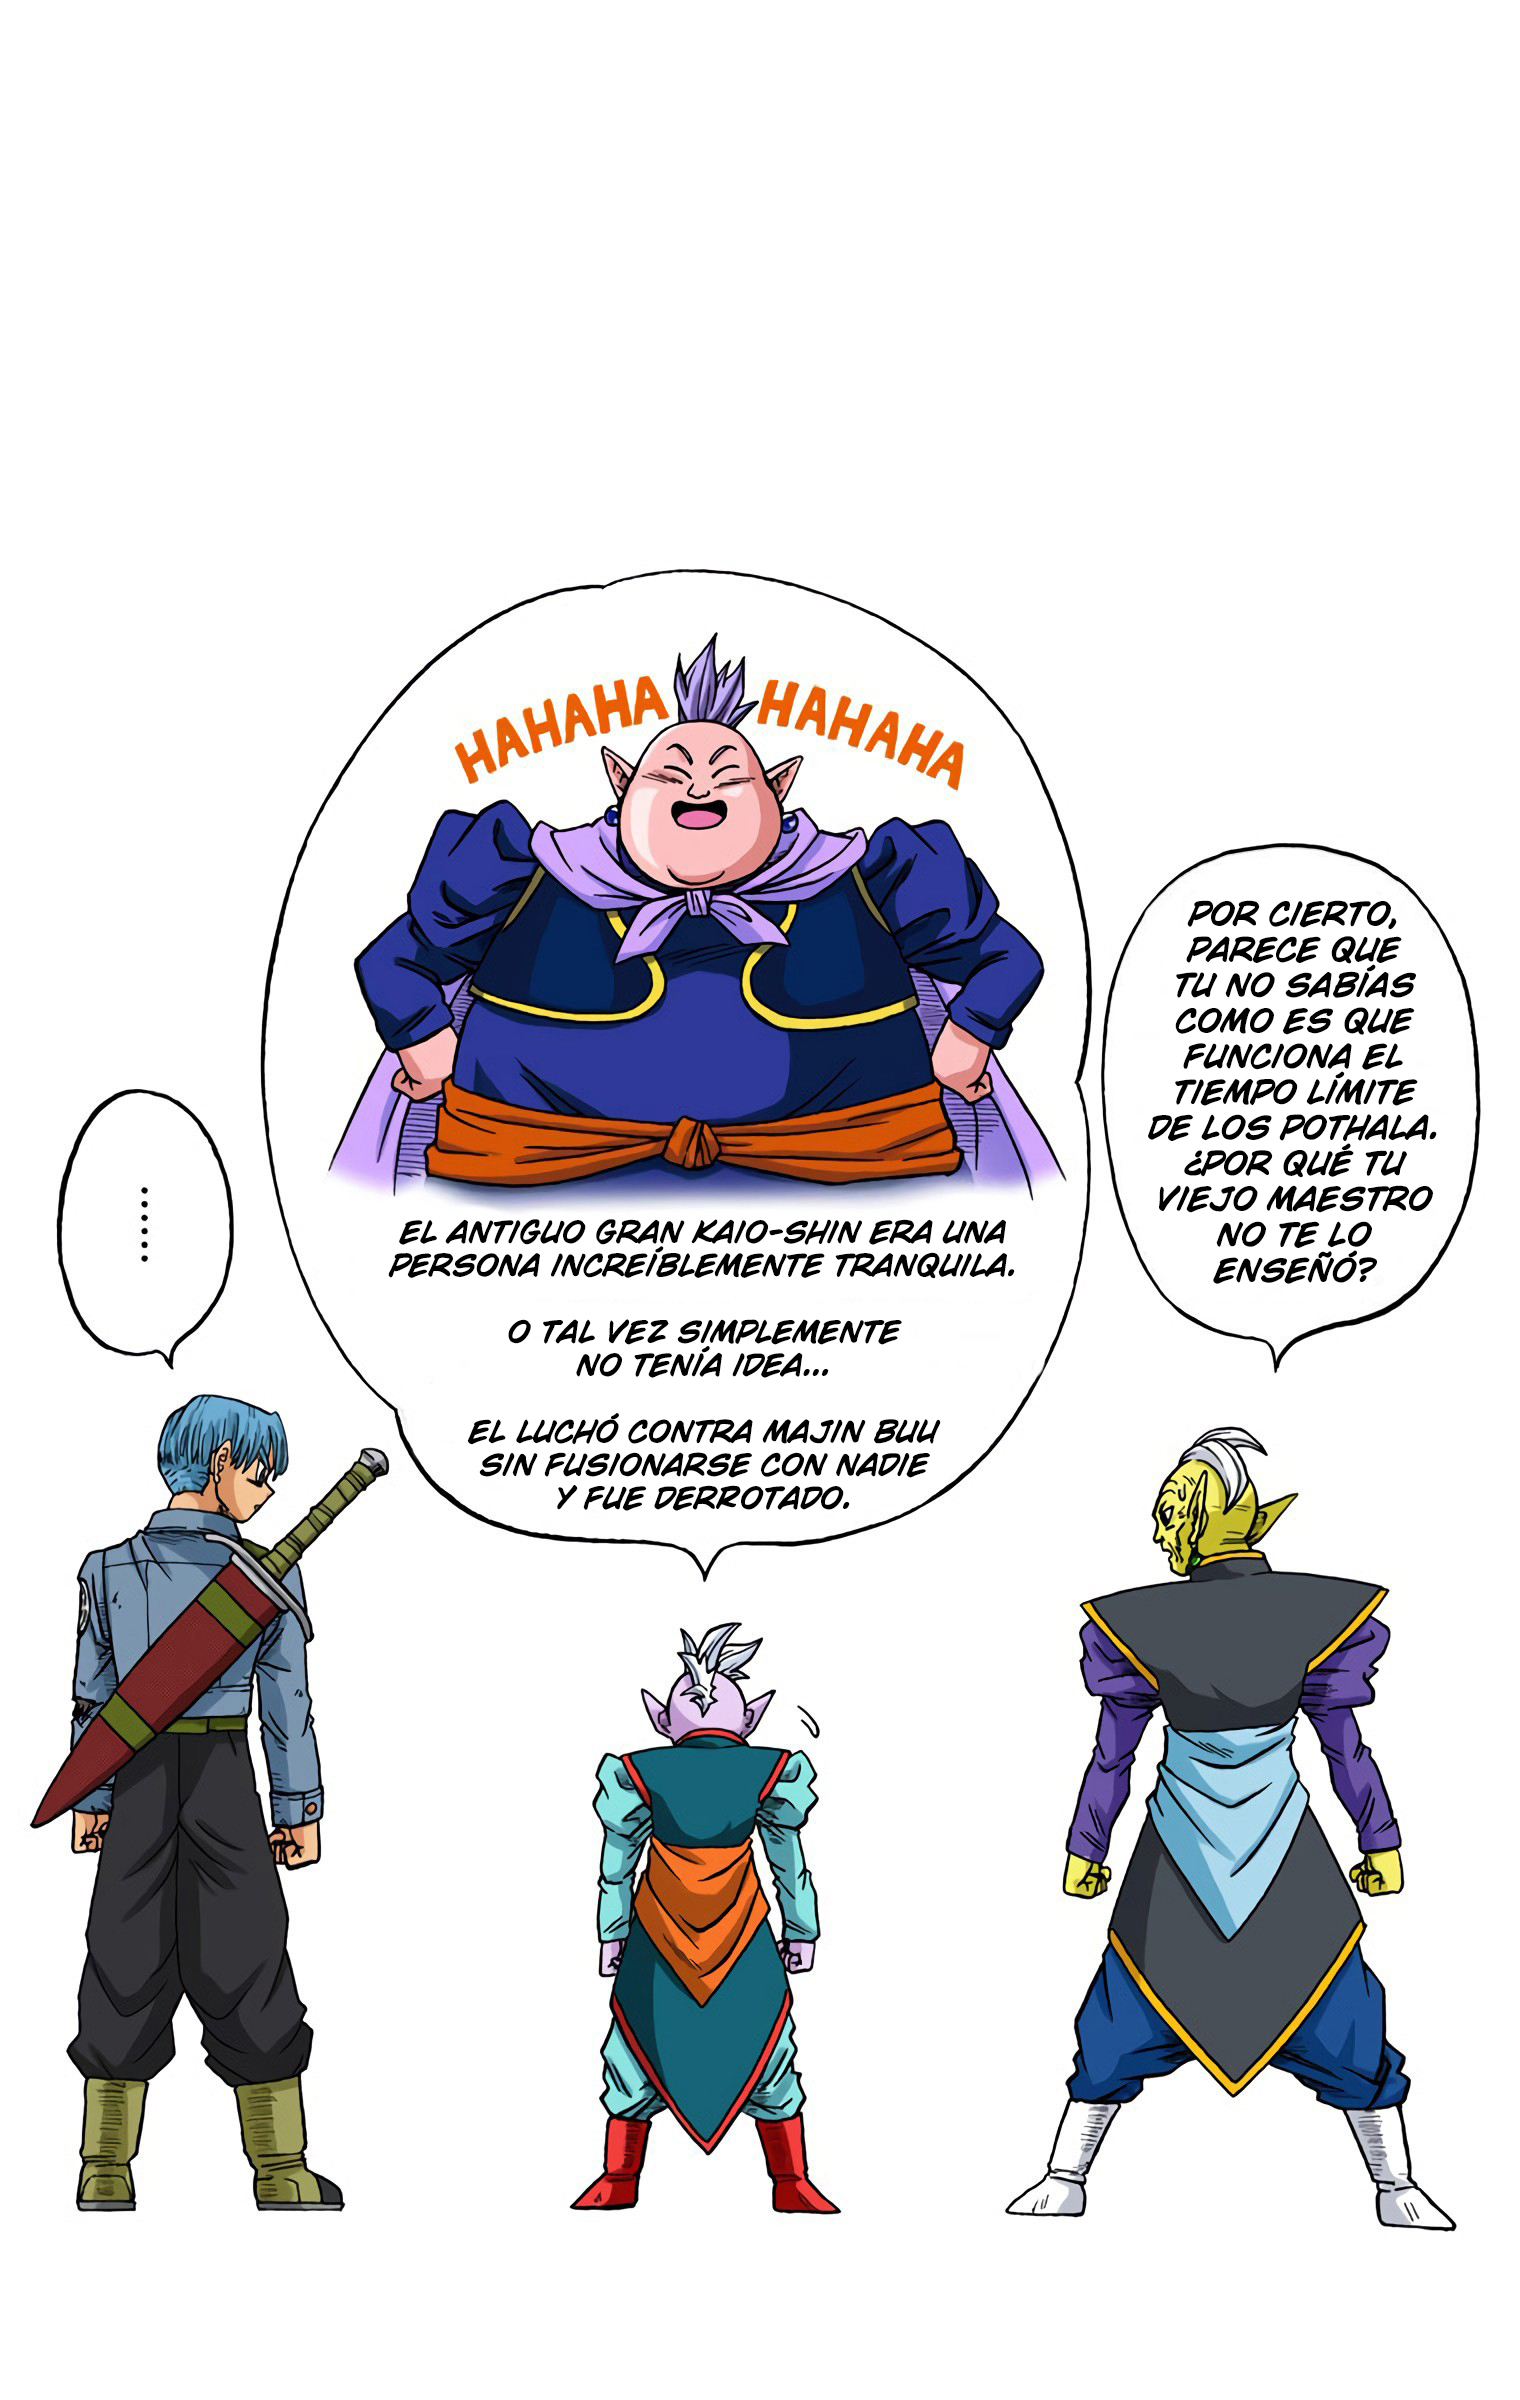 POR CIERTO,
PARECE QUE
TU NO SABÍAS
COMO ES QUE
FUNCIONA EL
TIEMPO LÍMITE
DE LOS POTHALA.
¿POR QUÉ TU
VIEJO MAESTRO
NO TE LO
ENSEÑÓ?
HAHAHA HAHAHA
EL ANTIGUO GRAN KAIO-SHIN ERA UNA
PERSONA INCREÍBLEMENTE TRANQUILA.
O TAL VEZ SIMPLEMENTE
NO TENÍA IDEA...
EL LUCHÓ CONTRA MAJIN BUU
SIN FUSIONARSE CON NADIE
Y FUE DERROTADO.
......